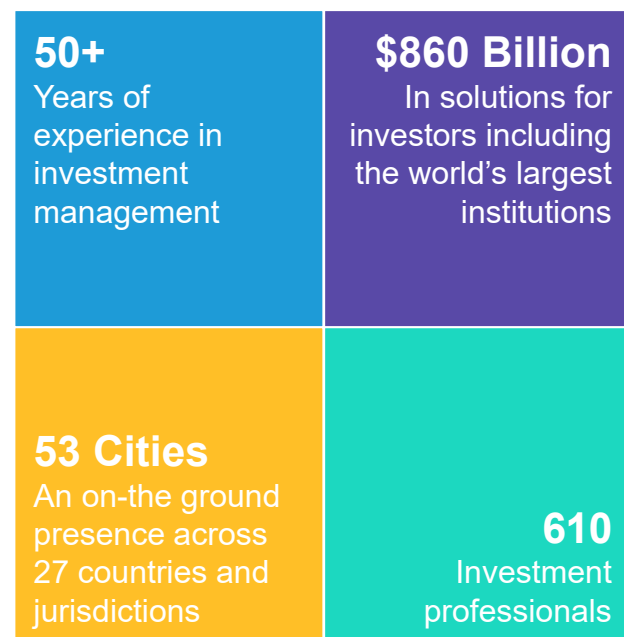 50+
Years of
experience in
investment
management
$860 Billion
In solutions for
investors including
the world's largest
institutions
53 Cities
An on-the ground
presence across
27 countries and
jurisdictions
610
Investment
professionals